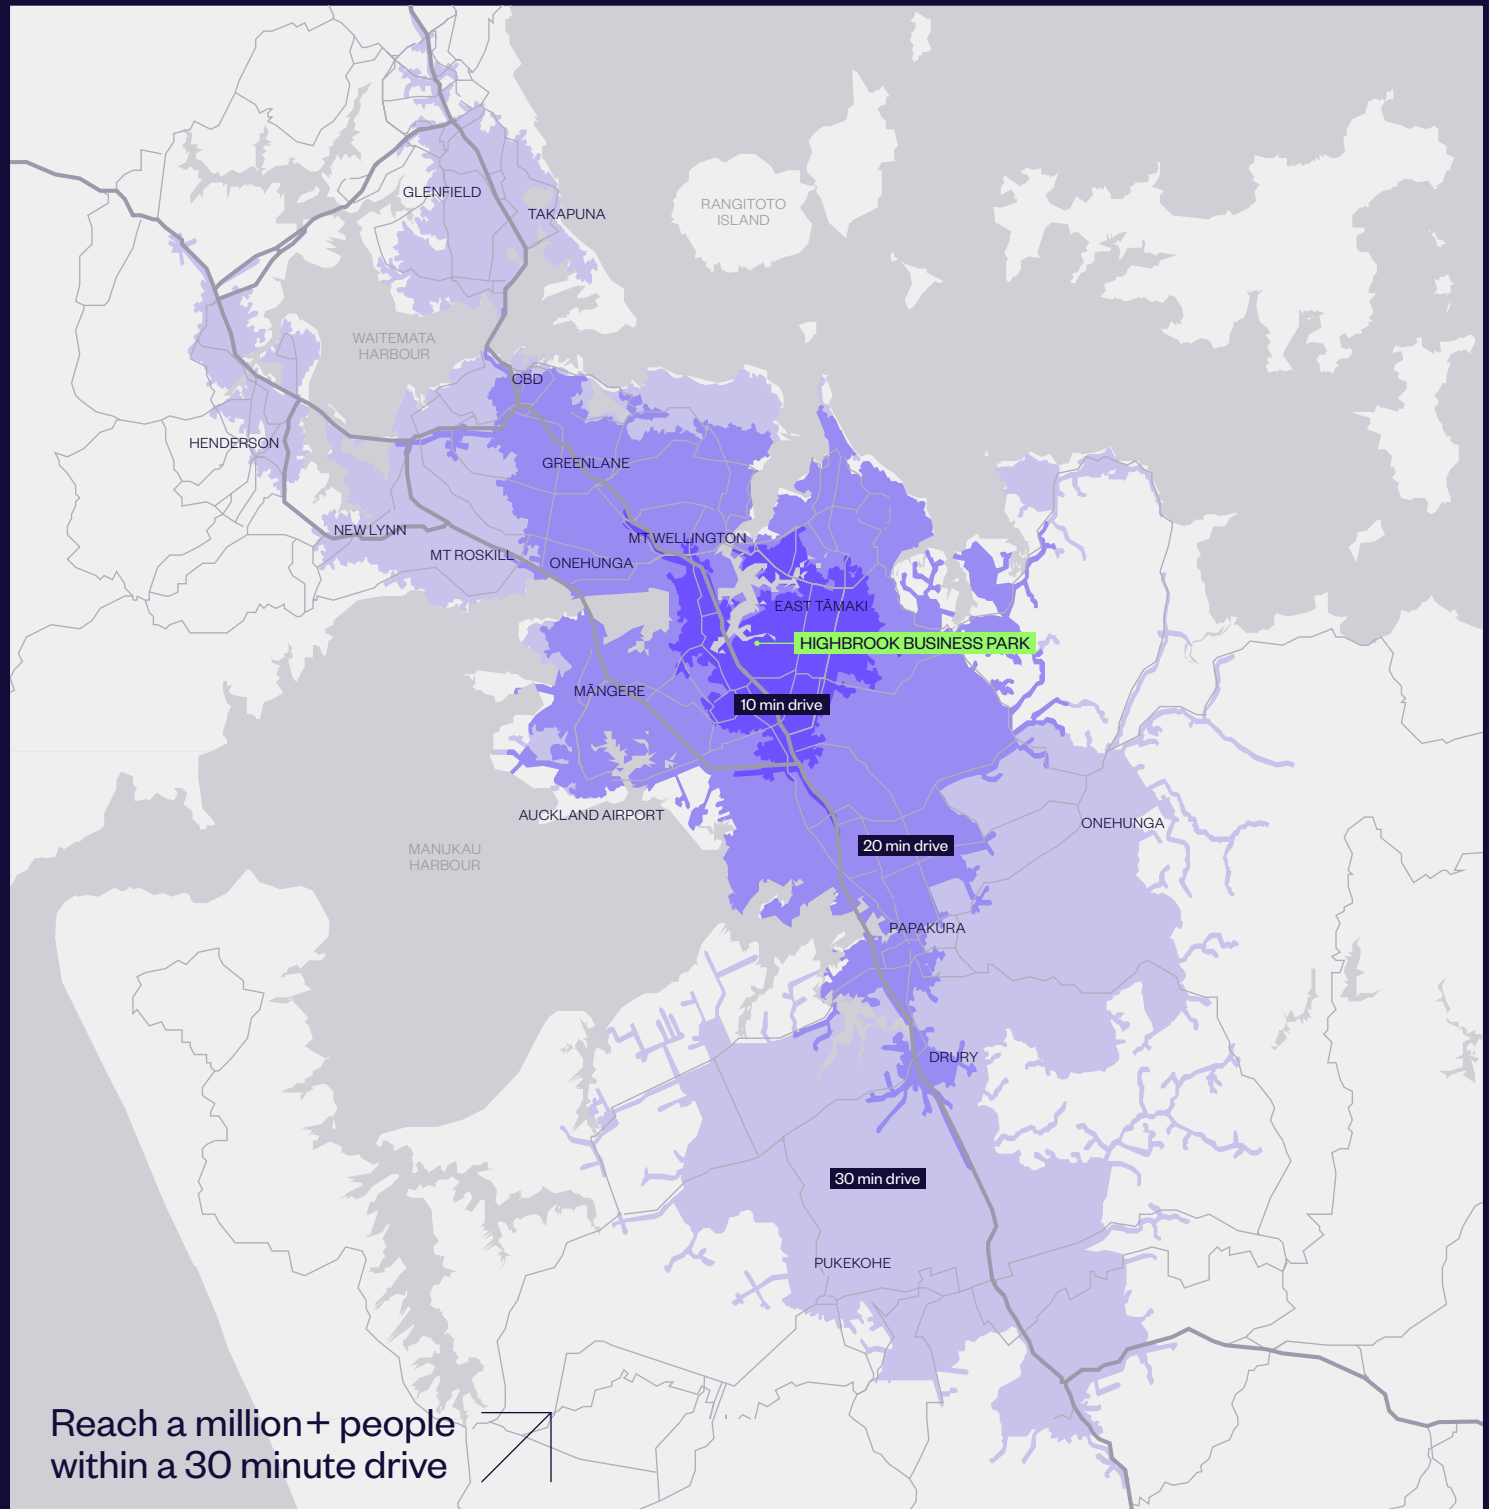 GLENFIELD
TAKAPUNA
RANGITOTO
ISLAND
WAITEMATA
HARBOUR
CBD
HENDERSON
GREENLANE
NEW LYNN
MT WELLINGTON
MT ROSKILL
ONEHUNGA
EAST TĀMAKI
HIGHBROOK BUSINESS PARK
MĀNGERE
10 min drive
AUCKLAND AIRPORT
ONEHUNGA
MANUKAU
HARBOUR
20 min drive
PAPAKURA
DRURY
30 min drive
PUKEKOHE
Reach a million+ people
within a 30 minute drive